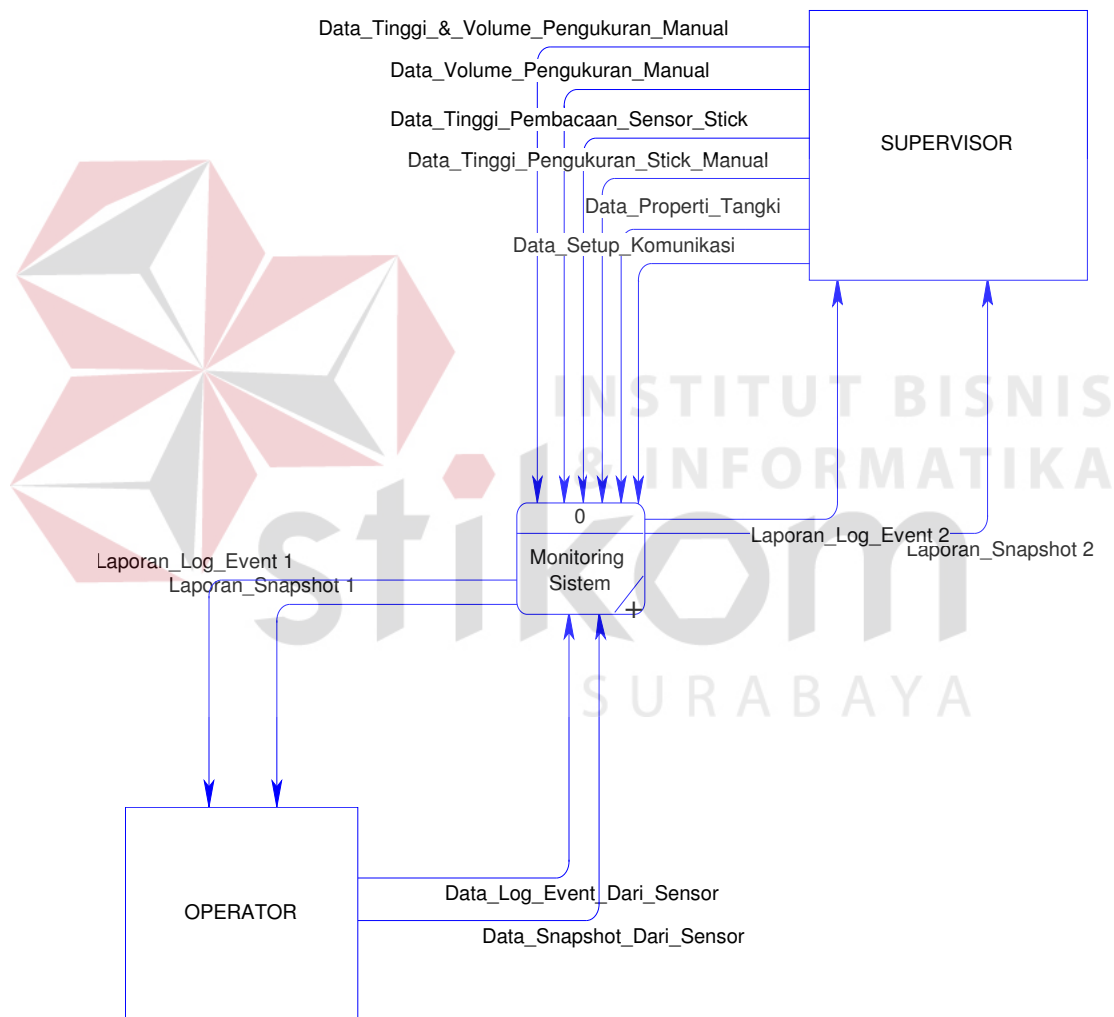 Data_Tinggi_&_Volume_Pengukuran_Manual
Data_Volume_Pengukuran_Manual
Data_Tinggi_Pembacaan_Sensor_Stick
SUPERVISOR
Data_Tinggi_Pengukuran_Stick_Manual
Data_Properti_Tangki
Data_Setup_Komunikasi
INSTITUT BISNIS
& INFORMATIKA
stikom
SURABAYA
0
Monitoring
Sistem
+
Laporan_Log_Event 2
Laporan_Snapshot 2
Laporan_Log_Event 1
Laporan_Snapshot 1
OPERATOR
Data_Log_Event_Dari_Sensor
Data_Snapshot_Dari_Sensor